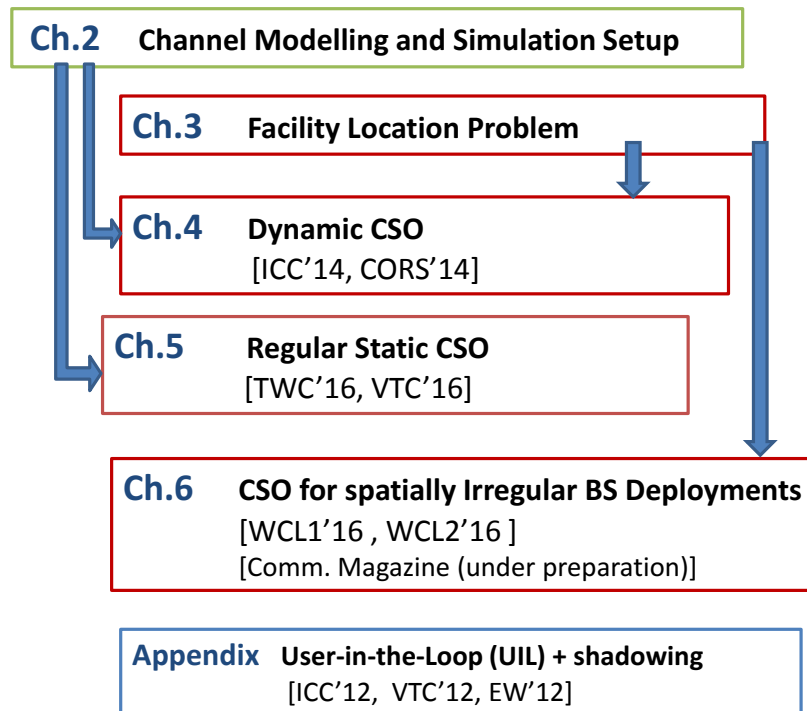 Ch.2 Channel Modelling and Simulation Setup
Ch.3 Facility Location Problem
Ch.4 Dynamic CSO
[ICC’14, CORS’14]
Ch.5 Regular Static CSO
[TWC’16, VTC’16]
Ch.6 CSO for spatially Irregular BS Deployments
[WCL1’16 , WCL2’16 ]
[Comm. Magazine (under preparation)]
Appendix User-in-the-Loop (UIL) + shadowing
[ICC’12, VTC’12, EW’12]